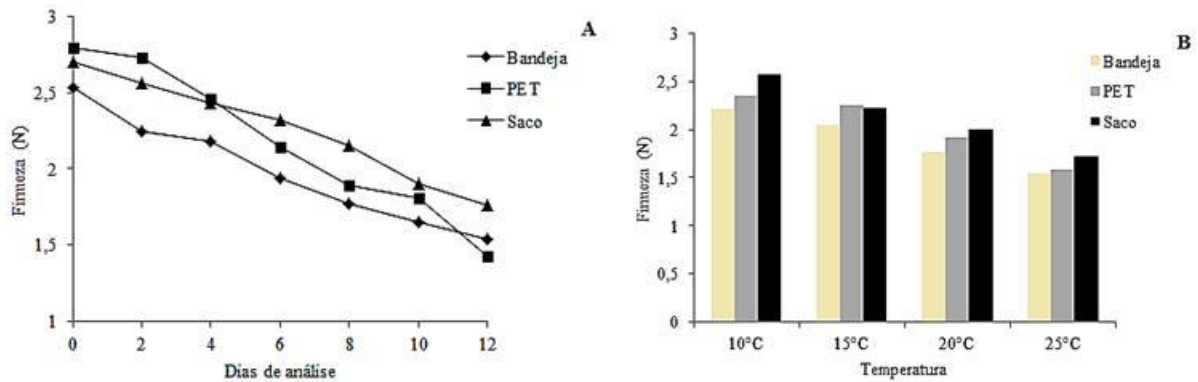 A
Firmeza (N)
3
2,5
2
1,5
1
0
2
4
6
8
10
12
Dias de análise
Bandeja
PET
Saco
B
Firmeza (N)
3
2,5
2
1,5
1
0,5
0
10°C
15°C
20°C
25°C
Temperatura
Bandeja
PET
Saco